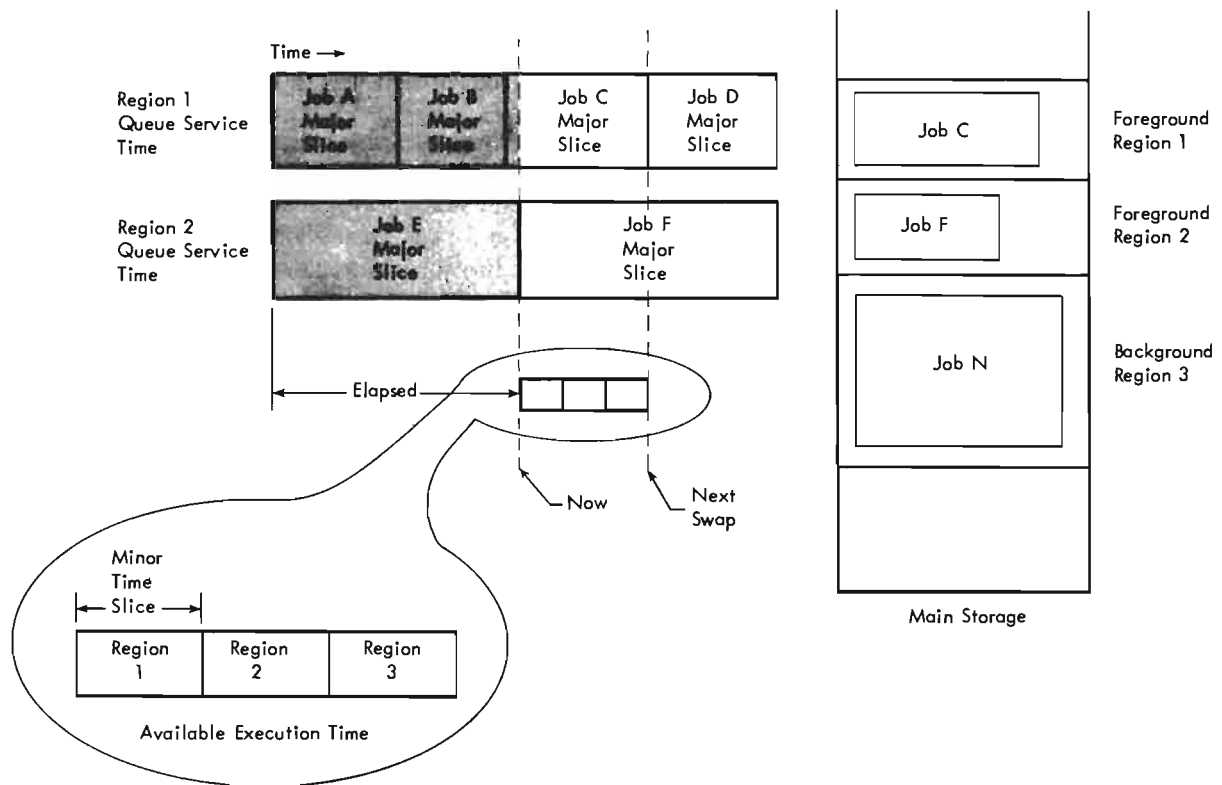 Time →
Region 1
Queue Service
Time
Job A
Major
Slice
Job B
Major
Slice
Job C
Major
Slice
Job D
Major
Slice
Region 2
Queue Service
Time
Job E
Major
Slice
Job F
Major
Slice
Elapsed
Now
Next
Swap
Minor
Time
Slice
Region
1
Region
2
Region
3
Available Execution Time
Job C
Foreground
Region 1
Job F
Foreground
Region 2
Job N
Background
Region 3
Main Storage